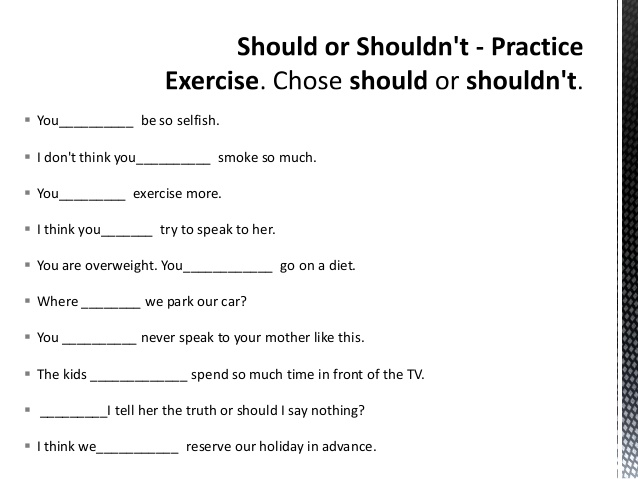 Should or Shouldn't - Practice
Exercise. Chose should or shouldn't.
▪ You__________ be so selfish.
▪ I don't think you__________ smoke so much.
▪ You_________ exercise more.
▪ I think you_______ try to speak to her.
▪ You are overweight. You____________ go on a diet.
▪ Where ________ we park our car?
▪ You __________ never speak to your mother like this.
▪ The kids _____________ spend so much time in front of the TV.
▪ _________I tell her the truth or should I say nothing?
▪ I think we___________ reserve our holiday in advance.